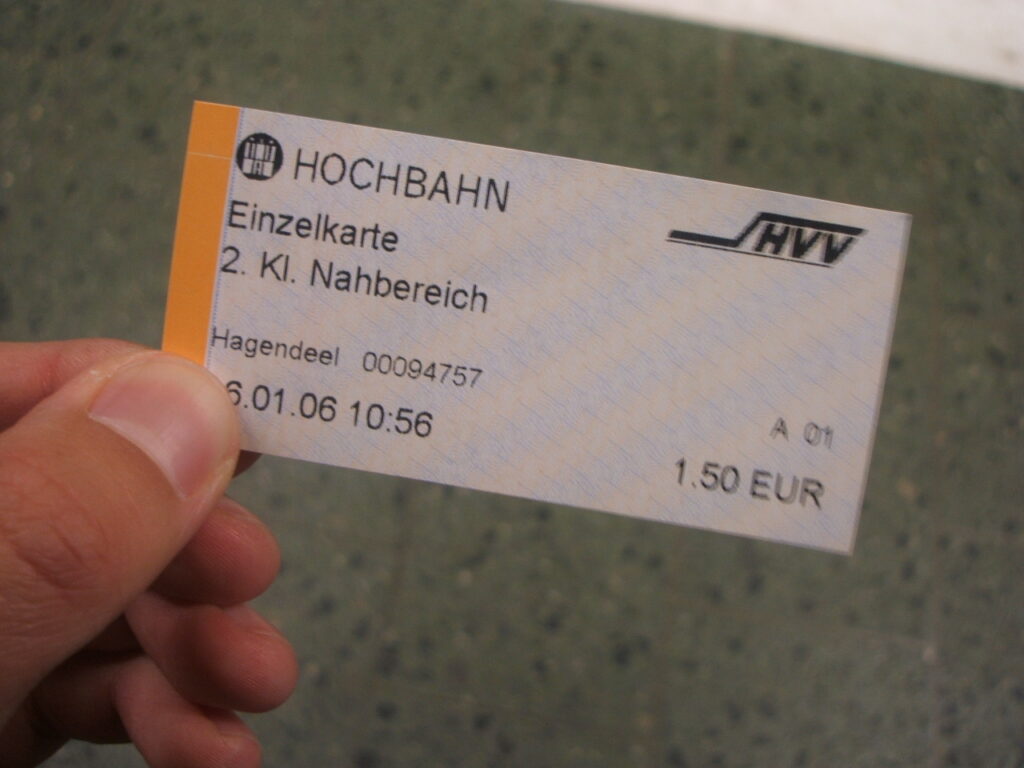 HOCHBAHN
HVV
Einzelkarte
2. Kl. Nahbereich
Hagendeel 00094757
6.01.06 10:56
A 01
1.50 EUR